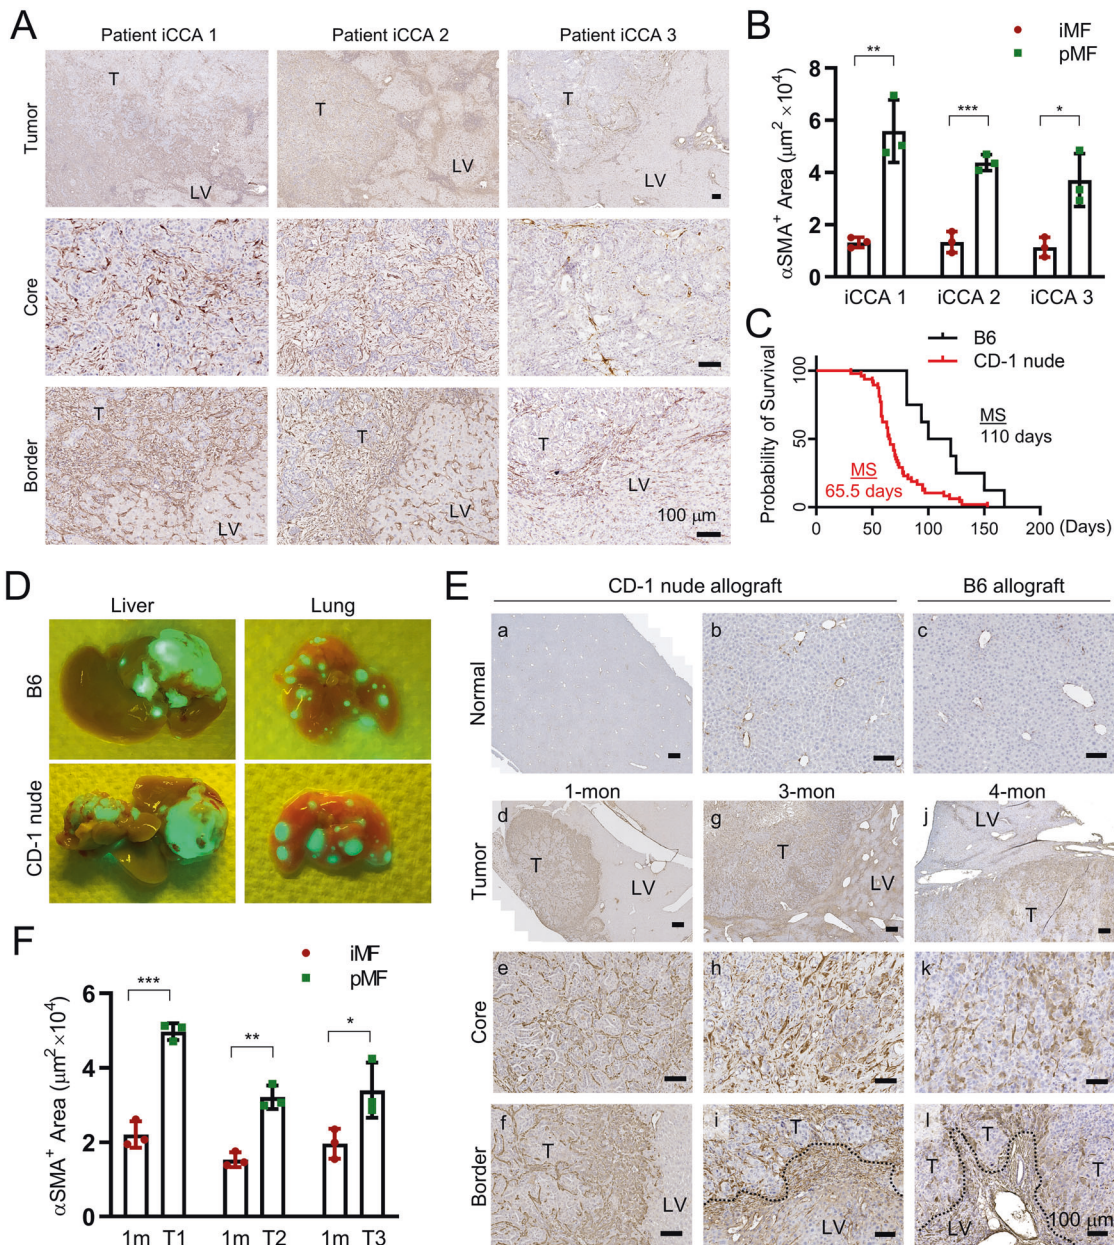 A
Patient iCCA 1
Patient iCCA 2
Patient iCCA 3
Tumor
T
LV
T
LV
T
LV
Core
Border
T
LV
T
LV
T
LV
100 μm
B
iMF
pMF
αSMA⁺ Area (μm² ×10⁴)
8
6
4
2
0
**
***
*
iCCA 1
iCCA 2
iCCA 3
C
B6
CD-1 nude
Probability of Survival
100
50
0
MS
110 days
MS
65.5 days
0
50
100
150
200
(Days)
D
Liver
Lung
B6
CD-1 nude
E
CD-1 nude allograft
B6 allograft
Normal
a
b
c
1-mon
3-mon
4-mon
Tumor
d
T
LV
g
T
LV
j
LV
T
Core
e
h
k
Border
f
T
LV
i
T
LV
l
T
T
T
LV
100 μm
F
iMF
pMF
αSMA⁺ Area (μm² ×10⁴)
6
4
2
0
***
**
*
1m
T1
1m
T2
1m
T3